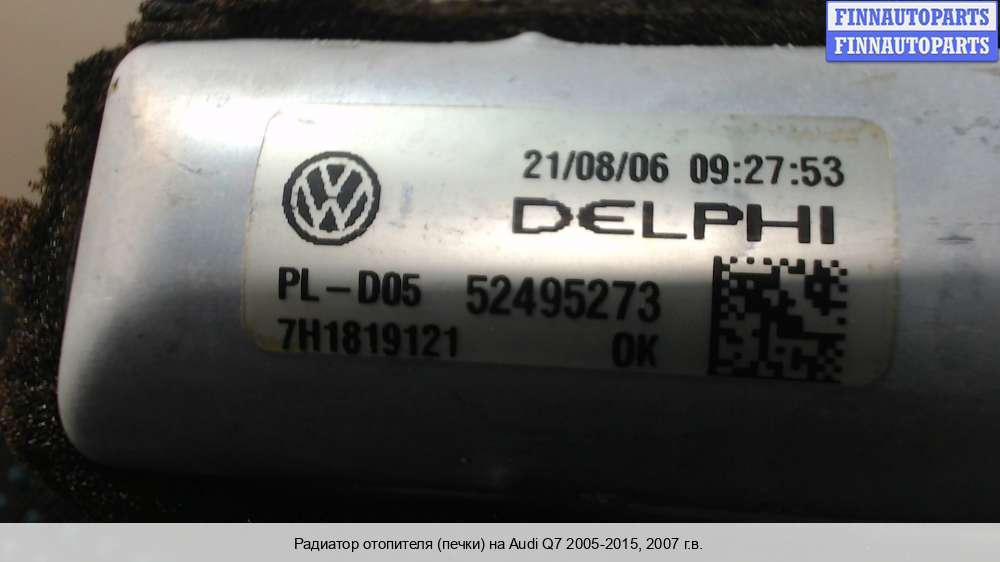 FINNAUTOPARTS
FINNAUTOPARTS
21/08/06 09:27:53
DELPHI
PL-D05 52495273
7H1819121 OK
Радиатор отопителя (печки) на Audi Q7 2005-2015, 2007 г.в.